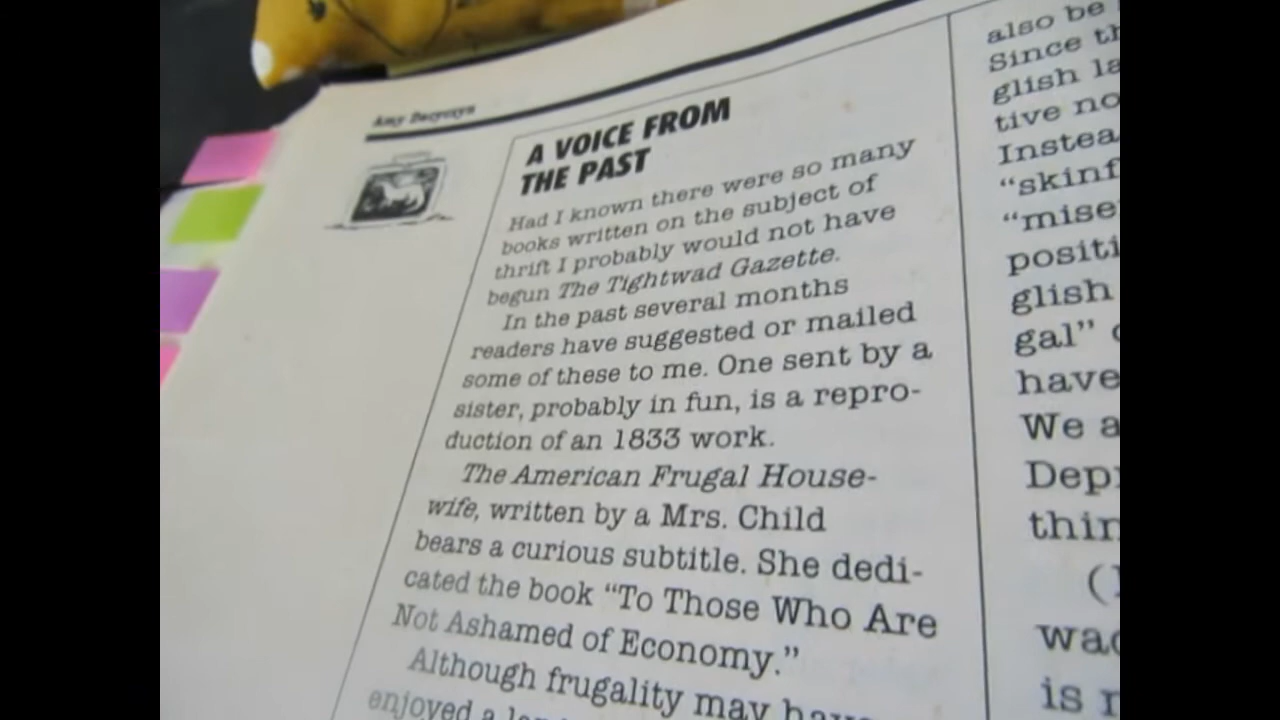 Amy Dacyczyn
A VOICE FROM
THE PAST
Had I known there were so many
books written on the subject of
thrift I probably would not have
begun The Tightwad Gazette.
In the past several months
readers have suggested or mailed
some of these to me. One sent by a
sister, probably in fun, is a repro-
duction of an 1833 work.
The American Frugal House-
wife, written by a Mrs. Child
bears a curious subtitle. She dedi-
cated the book “To Those Who Are
Not Ashamed of Economy.”
Although frugality may have
enjoyed a
also be
Since
glish
tive
“skinf
“mise
positi
glish
gal”
have
We a
Dep
thin
wad
is